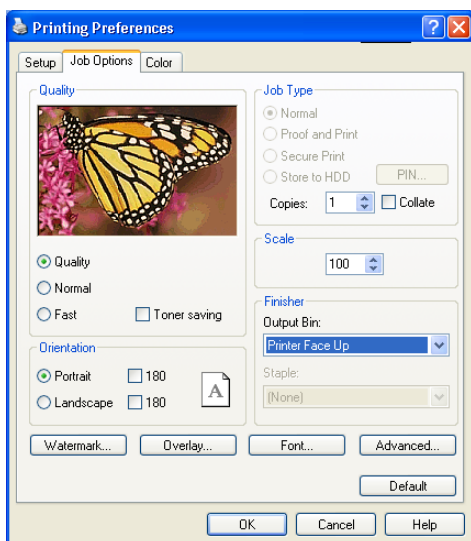 Printing Preferences
Setup
Job Options
Color
Quality
Quality
Normal
Fast
Toner saving
Orientation
Portrait
180
Landscape
180
A
Job Type
Normal
Proof and Print
Secure Print
Store to HDD
PIN...
Copies:
1
Collate
Scale
100
Finisher
Output Bin:
Printer Face Up
Staple:
(None)
Watermark...
Overlay...
Font...
Advanced...
Default
OK
Cancel
Help